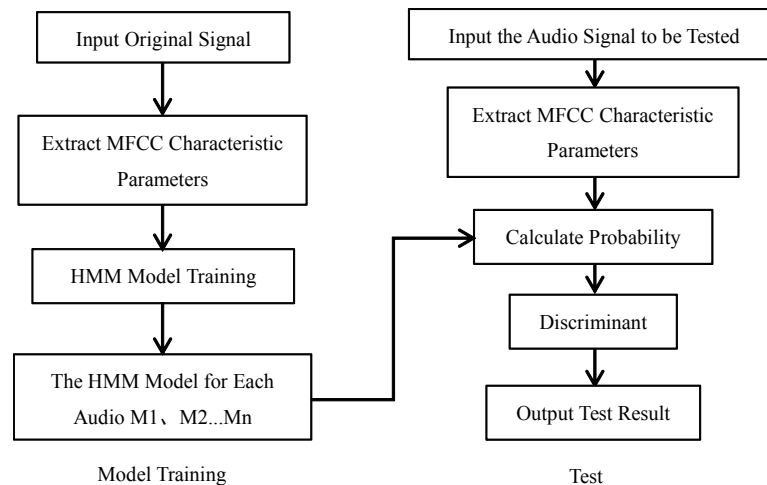 Input Original Signal
Extract MFCC Characteristic
Parameters
HMM Model Training
The HMM Model for Each
Audio M1、M2...Mn
Model Training
Input the Audio Signal to be Tested
Extract MFCC Characteristic
Parameters
Calculate Probability
Discriminant
Output Test Result
Test